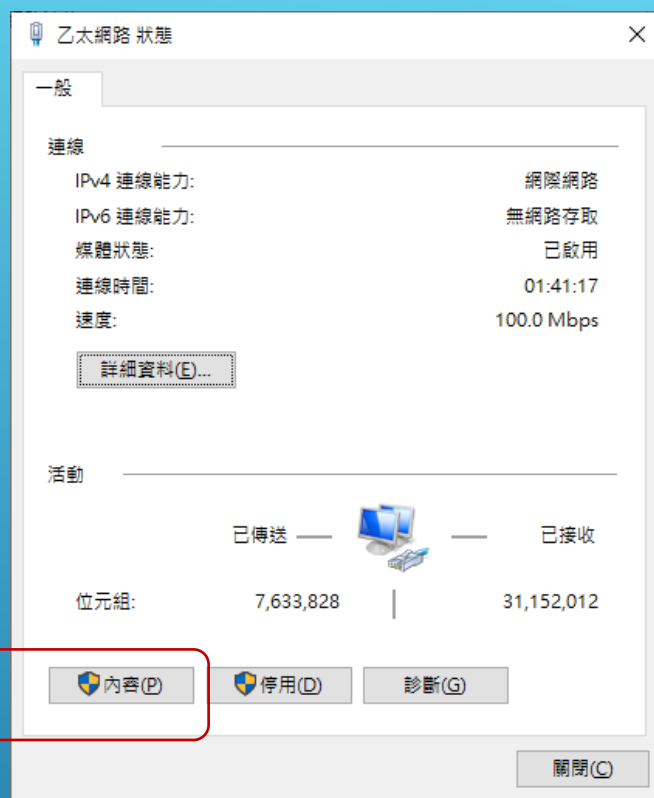 乙太網路 狀態
一般
連線
IPv4 連線能力: 網際網路
IPv6 連線能力: 無網路存取
媒體狀態: 已啟用
連線時間: 01:41:17
速度: 100.0 Mbps
詳細資料(E)...
活動
已傳送 已接收
位元組: 7,633,828 31,152,012
內容(P) 停用(D) 診斷(G)
關閉(C)